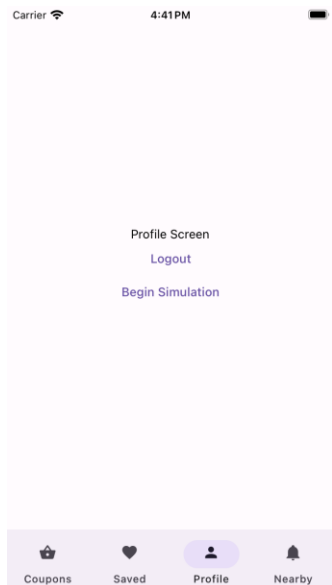 Carrier
4:41 PM
Profile Screen
Logout
Begin Simulation
Coupons Saved Profile Nearby